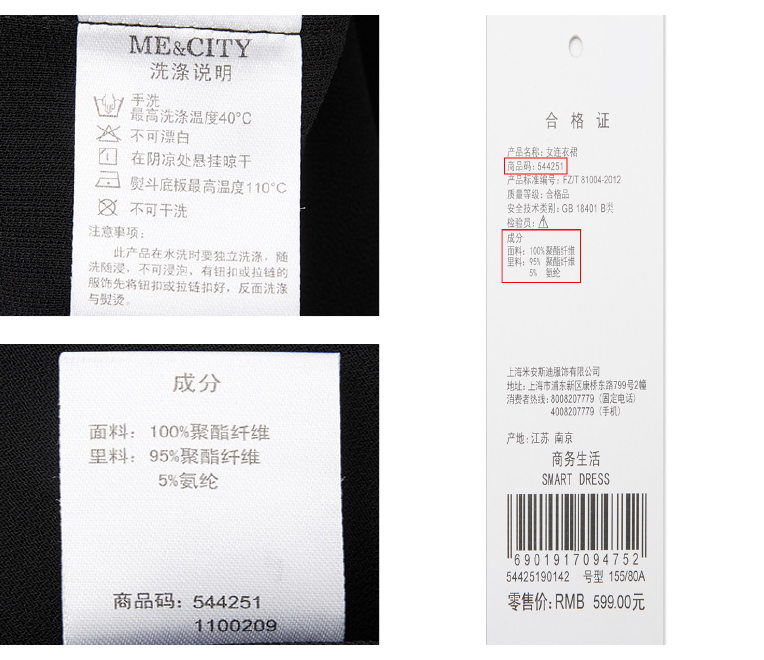 ME&CITY
洗涤说明
手洗
最高洗涤温度40°C
不可漂白
在阴凉处悬挂晾干
熨斗底板最高温度110°C
不可干洗
注意事项:
此产品在水洗时要独立洗涤，随
洗随浸，不可浸泡，有钮扣或拉链的
服饰先将钮扣或拉链扣好，反面洗涤
与熨烫。
成分
面料: 100%聚酯纤维
里料: 95%聚酯纤维
5%氨纶
商品码: 544251
1100209
合格证
产品名称: 女连衣裙
商品码: 544251
产品标准编号: FZ/T 81004-2012
质量等级: 合格品
安全技术类别: GB 18401 B类
检验员:
成分
面料: 100%聚酯纤维
里料: 95% 聚酯纤维
5% 氨纶
上海米安斯迪服饰有限公司
地址: 上海市浦东新区康桥东路799号2幢
消费者热线: 8008207779 (固定电话)
4008207779 (手机)
产地: 江苏 南京
商务生活
SMART DRESS
6901917094752
54425190142 号型 155/80A
零售价: RMB 599.00元